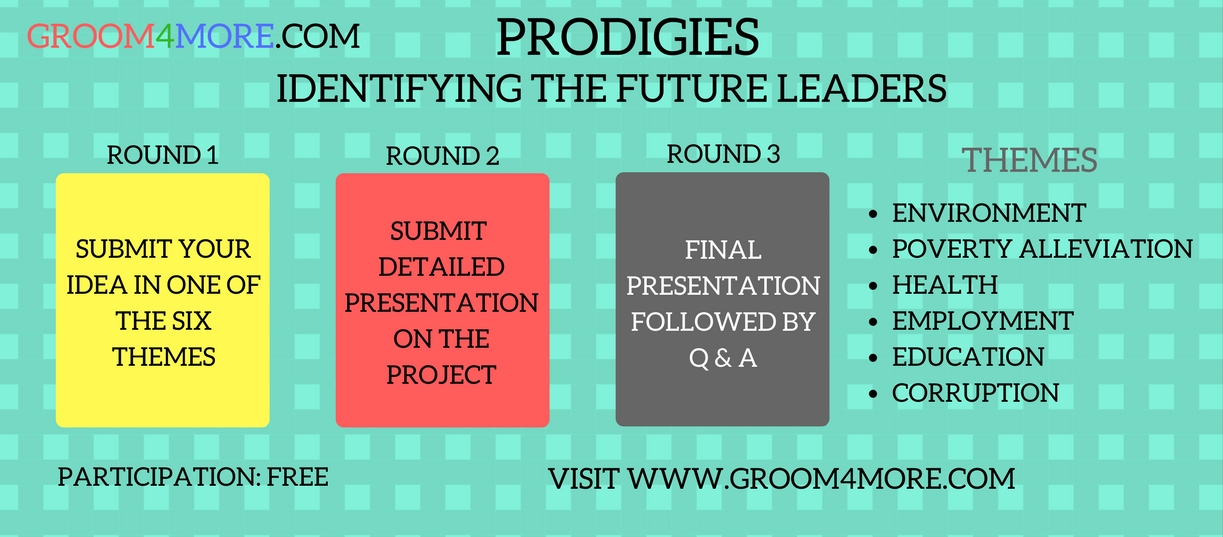 GROOM4MORE.COM
PRODIGIES
IDENTIFYING THE FUTURE LEADERS
ROUND 1
SUBMIT YOUR
IDEA IN ONE OF
THE SIX
THEMES
ROUND 2
SUBMIT
DETAILED
PRESENTATION
ON THE
PROJECT
ROUND 3
FINAL
PRESENTATION
FOLLOWED BY
Q & A
THEMES
• ENVIRONMENT
• POVERTY ALLEVIATION
• HEALTH
• EMPLOYMENT
• EDUCATION
• CORRUPTION
PARTICIPATION: FREE
VISIT WWW.GROOM4MORE.COM